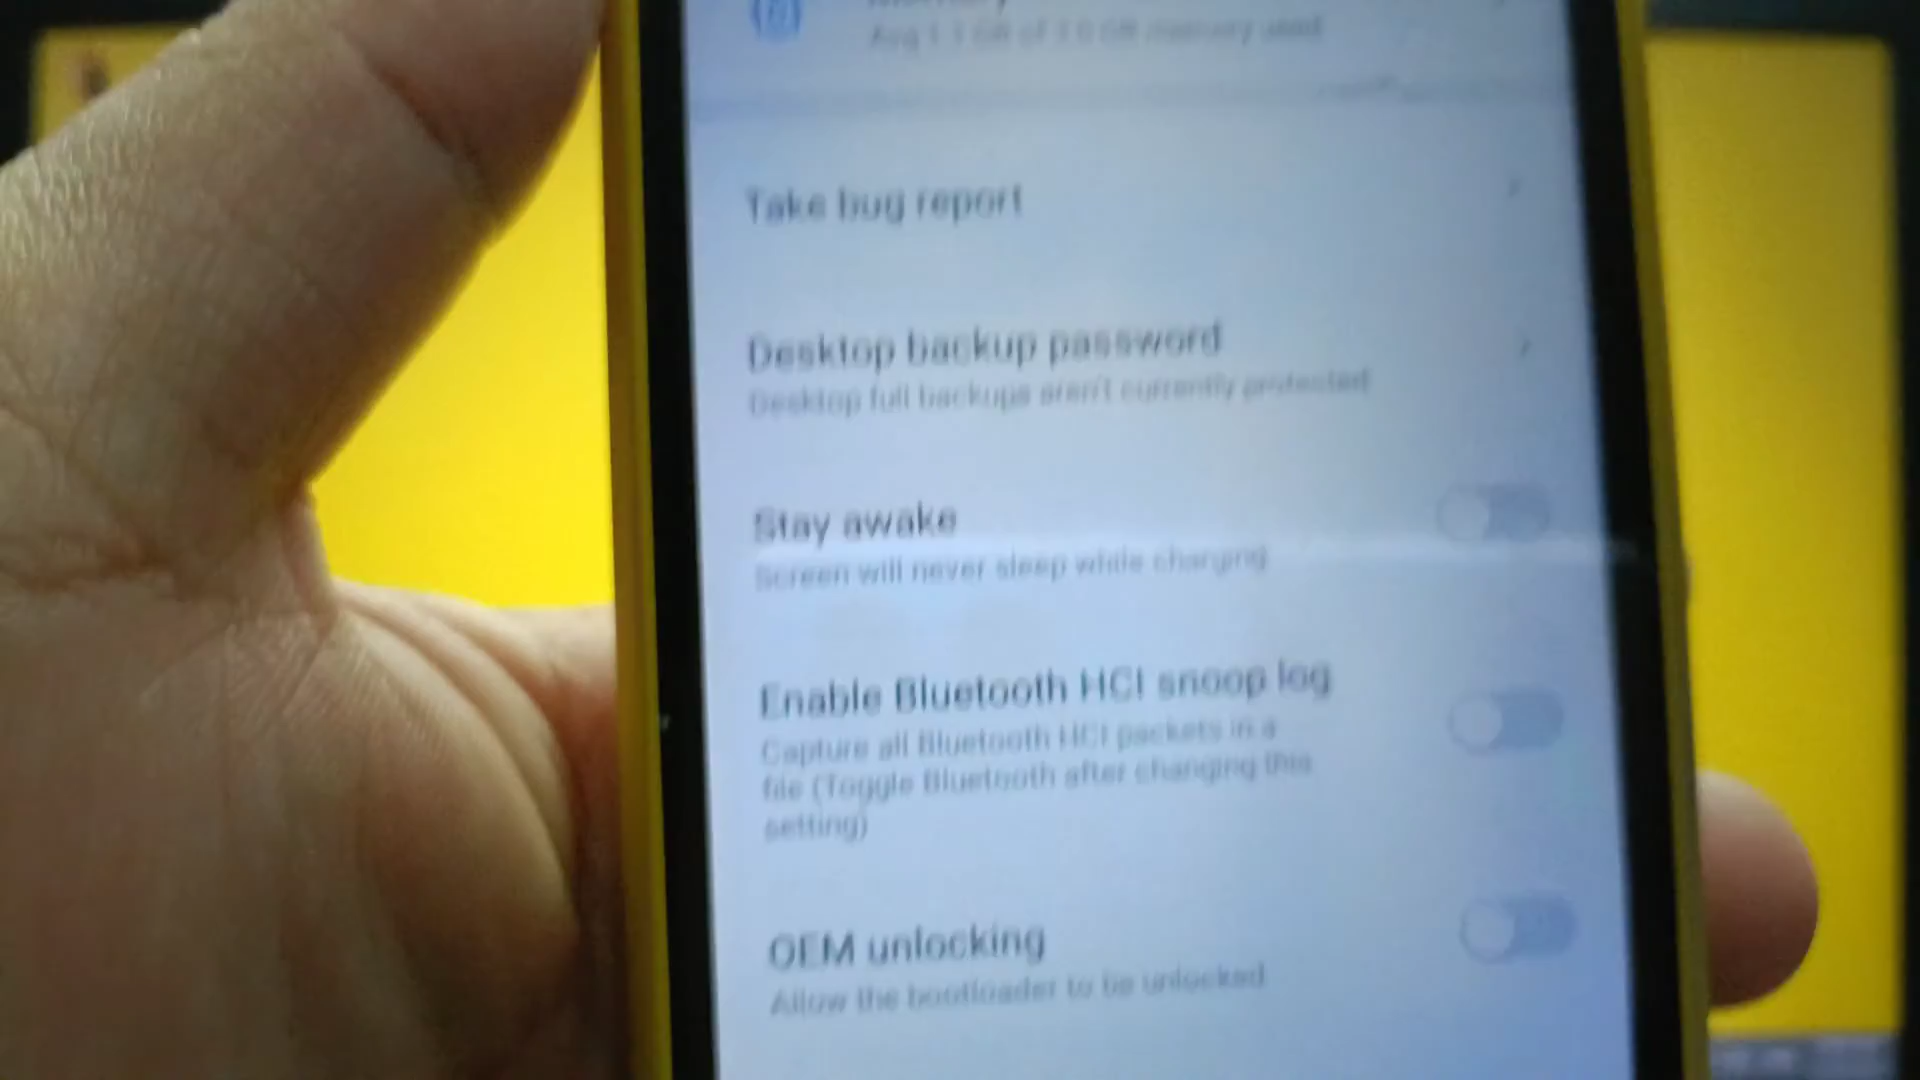 memory used
Take bug report
Desktop backup password
Desktop full backups aren't currently protected
Stay awake
Screen will never sleep while charging
Enable Bluetooth HCI snoop log
Capture all Bluetooth HCI packets in a
file (Toggle Bluetooth after changing this
setting)
OEM unlocking
Allow the bootloader to be unlocked